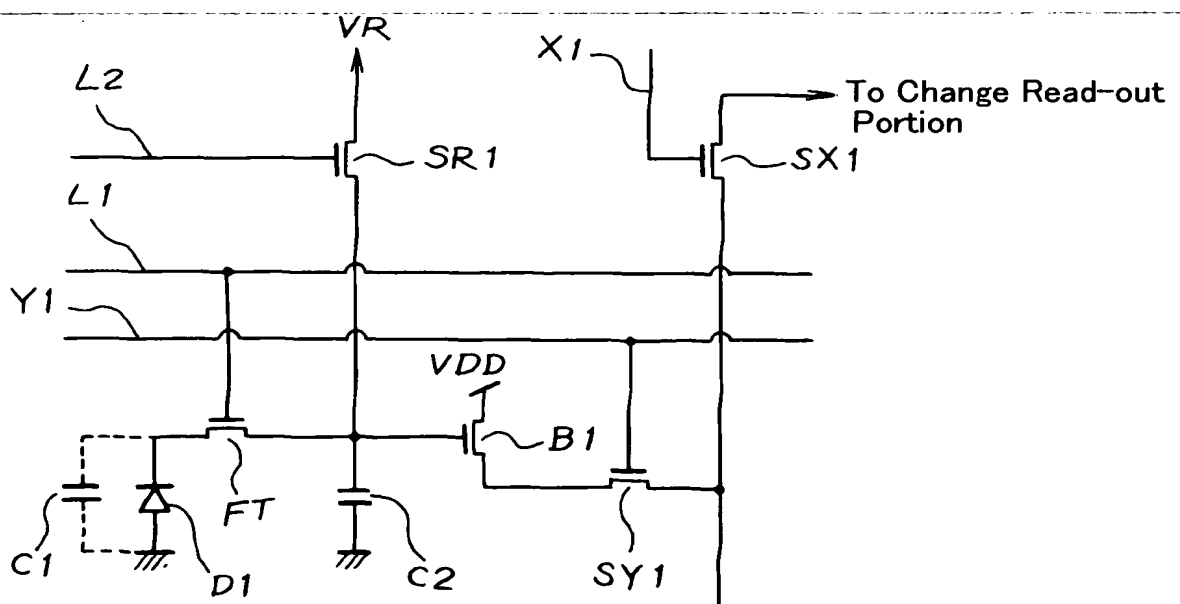 VR
X1
L2
To Change Read-out
Portion
SR1
SX1
L1
Y1
VDD
B1
FT
C1
D1
C2
SY1